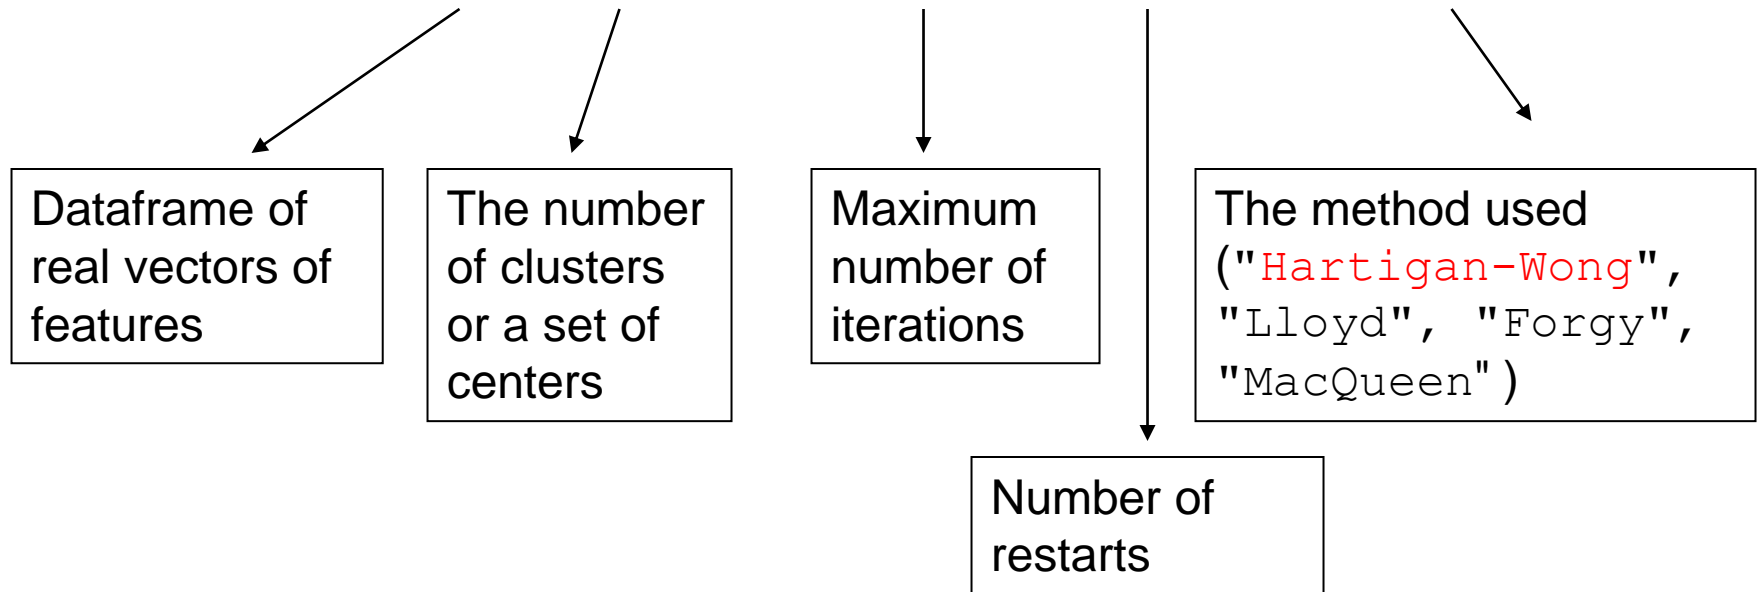 Dataframe of
real vectors of
features
The number
of clusters
or a set of
centers
Maximum
number of
iterations
The method used
("Hartigan-Wong",
"Lloyd", "Forgy",
"MacQueen")
Number of
restarts